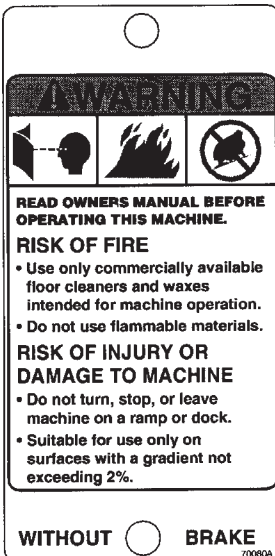 ⚠WARNING
READ OWNERS MANUAL BEFORE
OPERATING THIS MACHINE.
RISK OF FIRE
• Use only commercially available
floor cleaners and waxes
intended for machine operation.
• Do not use flammable materials.
RISK OF INJURY OR
DAMAGE TO MACHINE
• Do not turn, stop, or leave
machine on a ramp or dock.
• Suitable for use only on
surfaces with a gradient not
exceeding 2%.
WITHOUT BRAKE
70080A